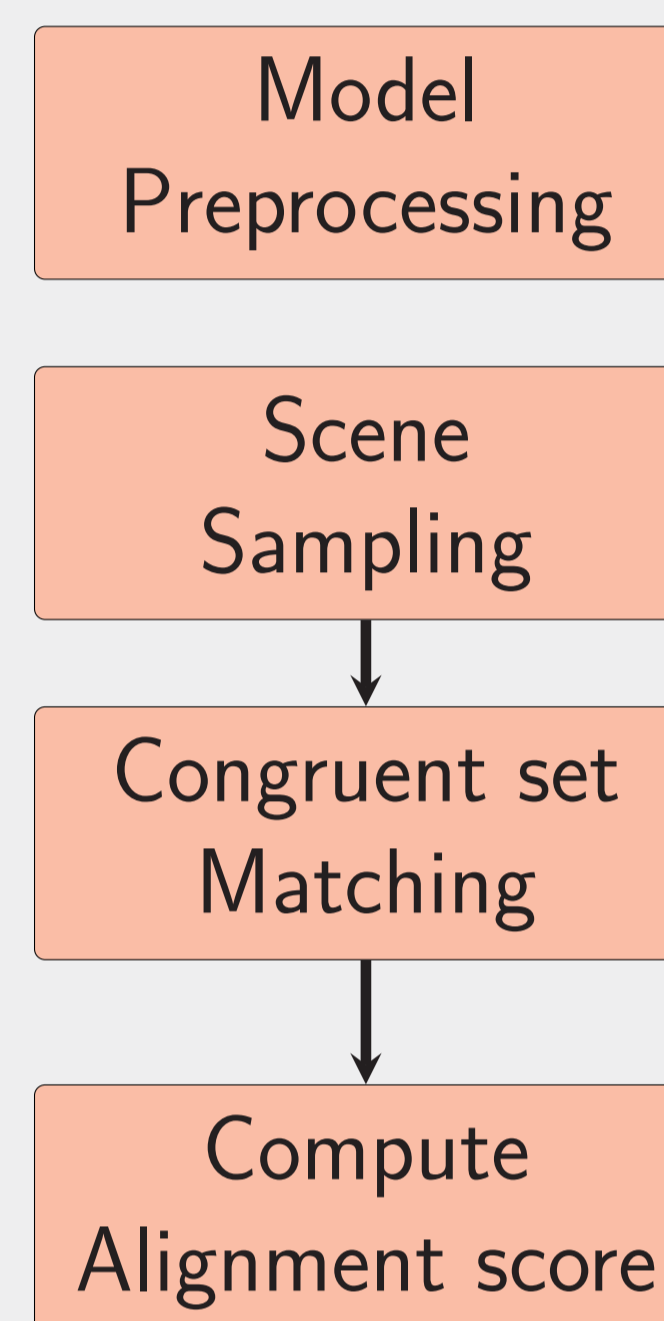 Model
Preprocessing
Scene
Sampling
Congruent set
Matching
Compute
Alignment score